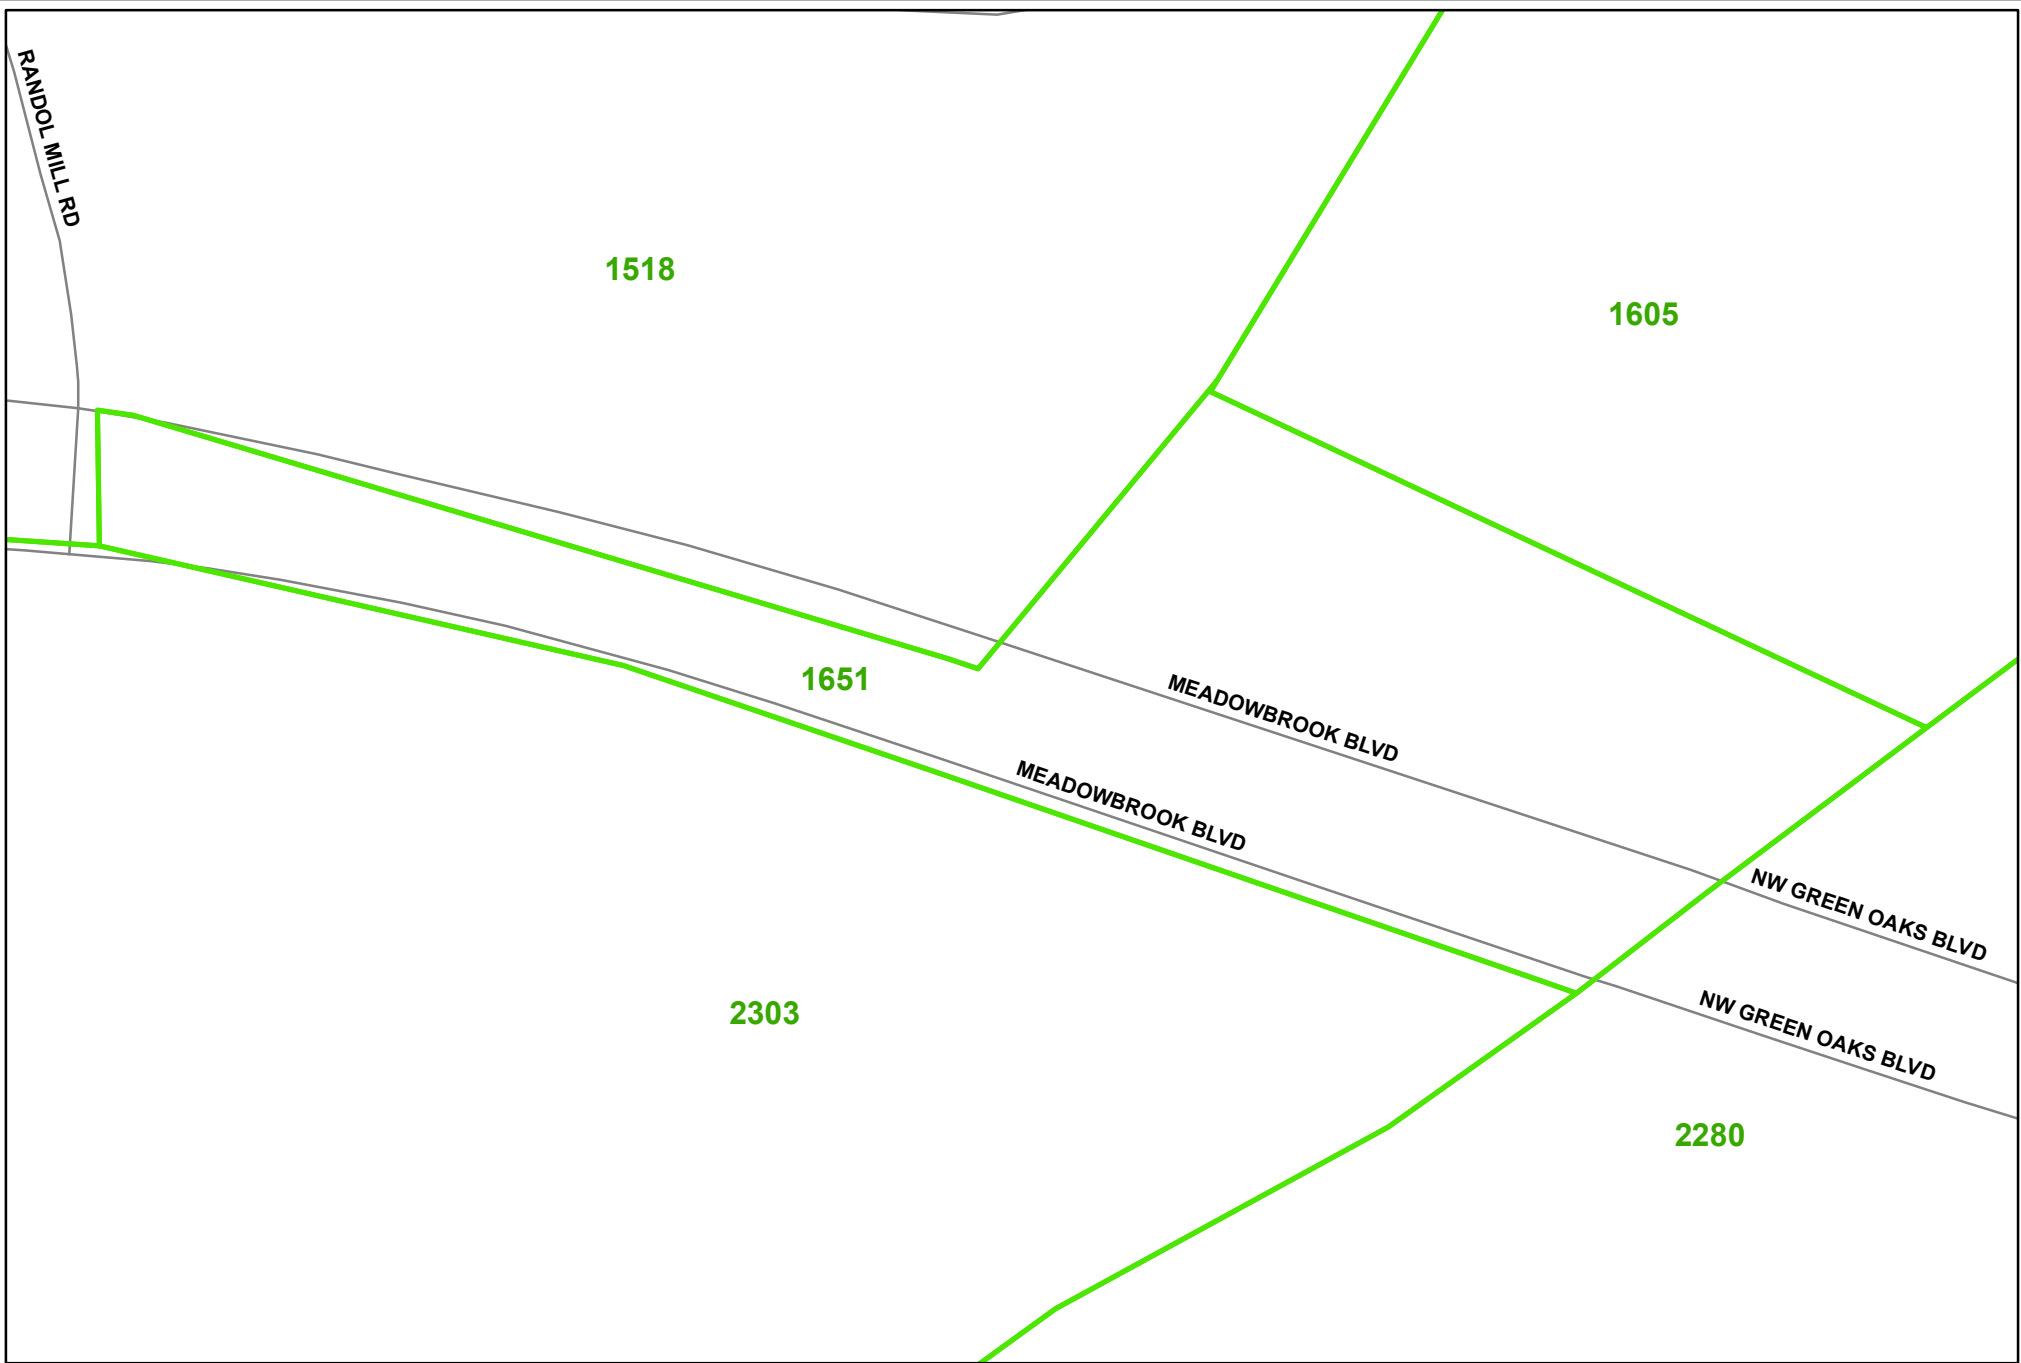 RANDOL MILL RD
1518
1605
1651
MEADOWBROOK BLVD
MEADOWBROOK BLVD
NW GREEN OAKS BLVD
NW GREEN OAKS BLVD
2303
2280